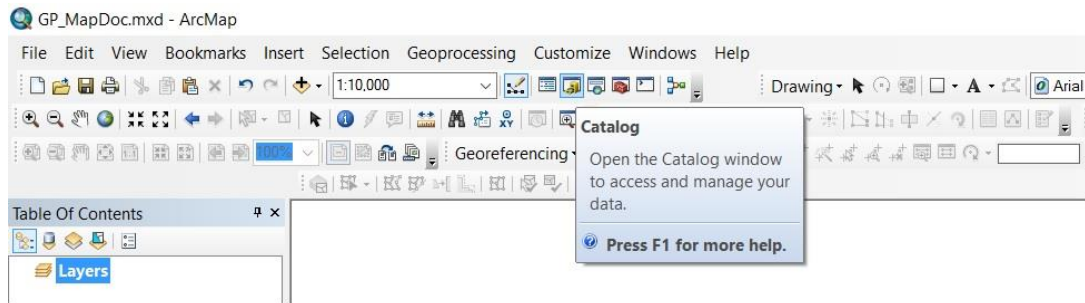 GP_MapDoc.mxd - ArcMap
File Edit View Bookmarks Insert Selection Geoprocessing Customize Windows Help
1:10,000 Drawing A Arial
Catalog
Open the Catalog window
to access and manage your
data.
Press F1 for more help.
100% Georeferencing
Table Of Contents
Layers